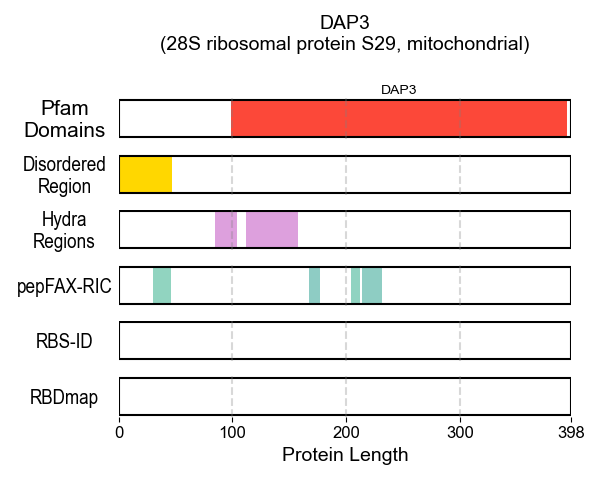 DAP3
(28S ribosomal protein S29, mitochondrial)
DAP3
Pfam
Domains
Disordered
Region
Hydra
Regions
pepFAX-RIC
RBS-ID
RBDmap
0 100 200 300 398
Protein Length